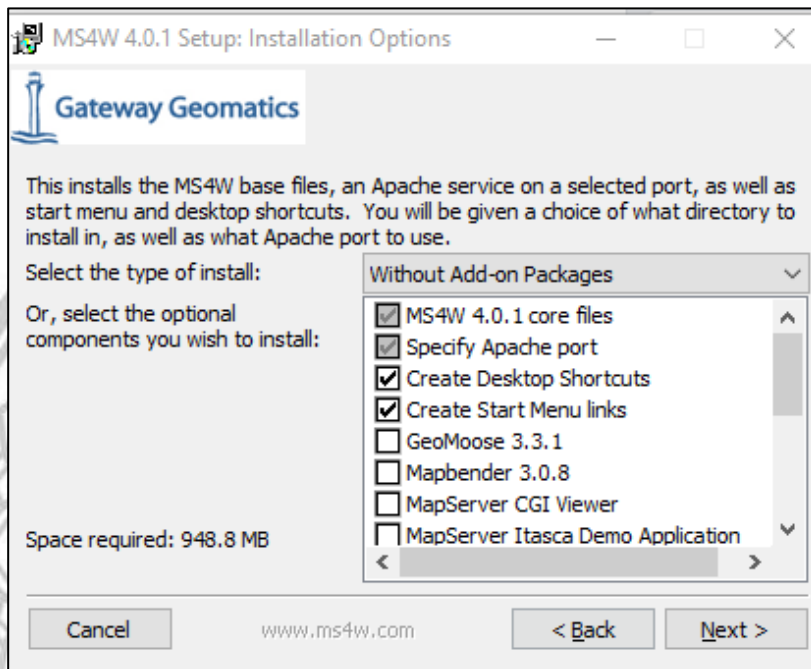 MS4W 4.0.1 Setup: Installation Options
Gateway Geomatics
This installs the MS4W base files, an Apache service on a selected port, as well as
start menu and desktop shortcuts. You will be given a choice of what directory to
install in, as well as what Apache port to use.
Select the type of install:
Without Add-on Packages
Or, select the optional
components you wish to install:
MS4W 4.0.1 core files
Specify Apache port
Create Desktop Shortcuts
Create Start Menu links
GeoMoose 3.3.1
Mapbender 3.0.8
MapServer CGI Viewer
MapServer Itasca Demo Application
Space required: 948.8 MB
Cancel
www.ms4w.com
< Back
Next >